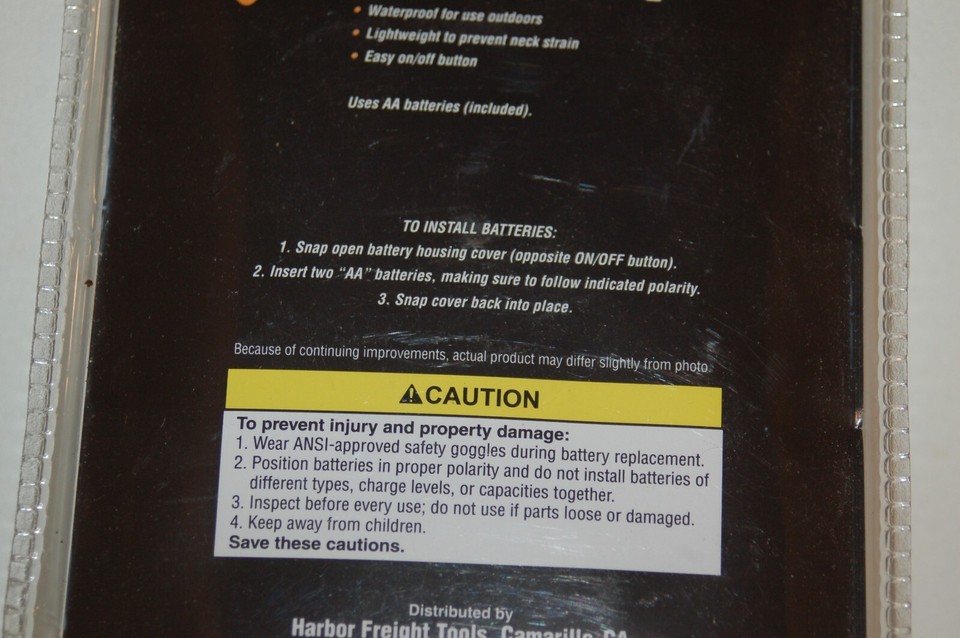 • Waterproof for use outdoors
• Lightweight to prevent neck strain
• Easy on/off button
Uses AA batteries (included).
TO INSTALL BATTERIES:
1. Snap open battery housing cover (opposite ON/OFF button).
2. Insert two “AA” batteries, making sure to follow indicated polarity.
3. Snap cover back into place.
Because of continuing improvements, actual product may differ slightly from photo.
CAUTION
To prevent injury and property damage:
1. Wear ANSI-approved safety goggles during battery replacement.
2. Position batteries in proper polarity and do not install batteries of
different types, charge levels, or capacities together.
3. Inspect before every use; do not use if parts loose or damaged.
4. Keep away from children.
Save these cautions.
Distributed by
Harbor Freight Tools, Camarillo, CA